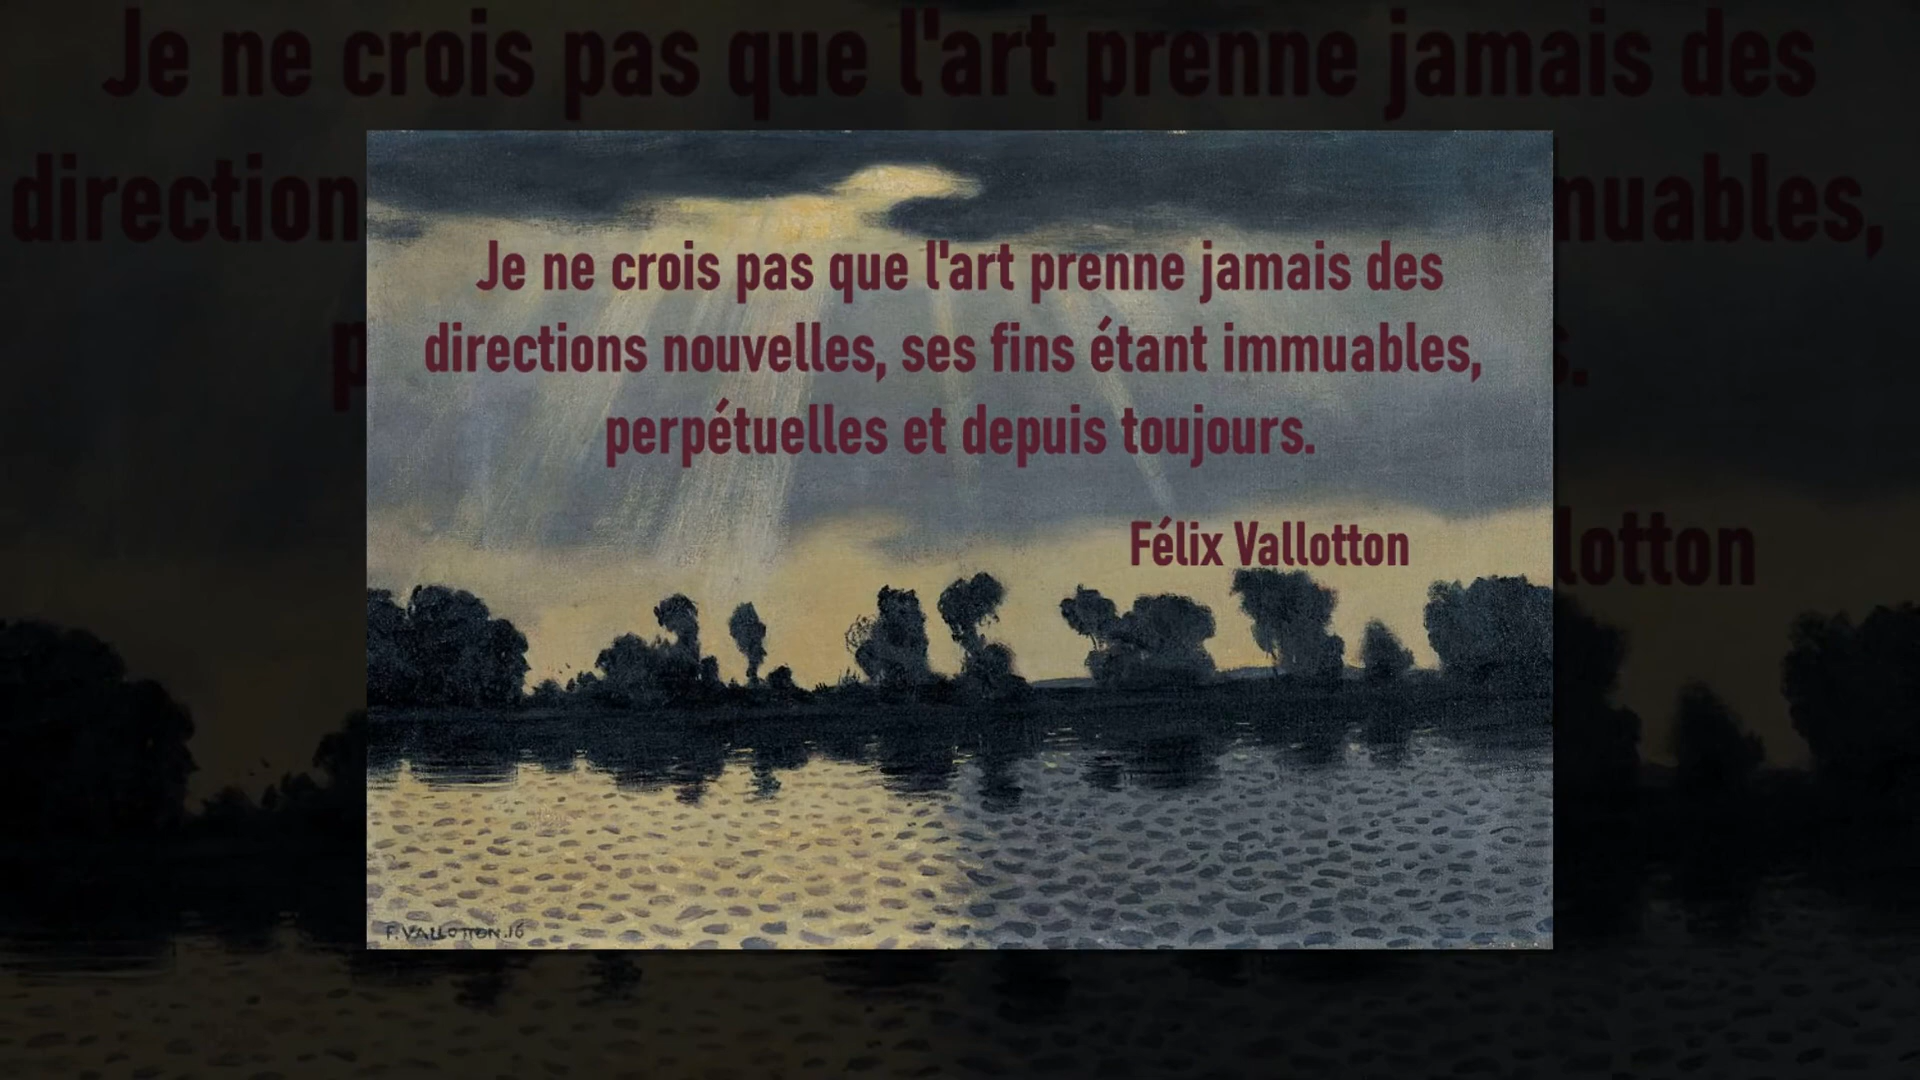 Je ne crois pas que l'art prenne jamais des
directions nouvelles, ses fins étant immuables,
perpétuelles et depuis toujours.
Félix Vallotton
F. VALLOTTON. 16